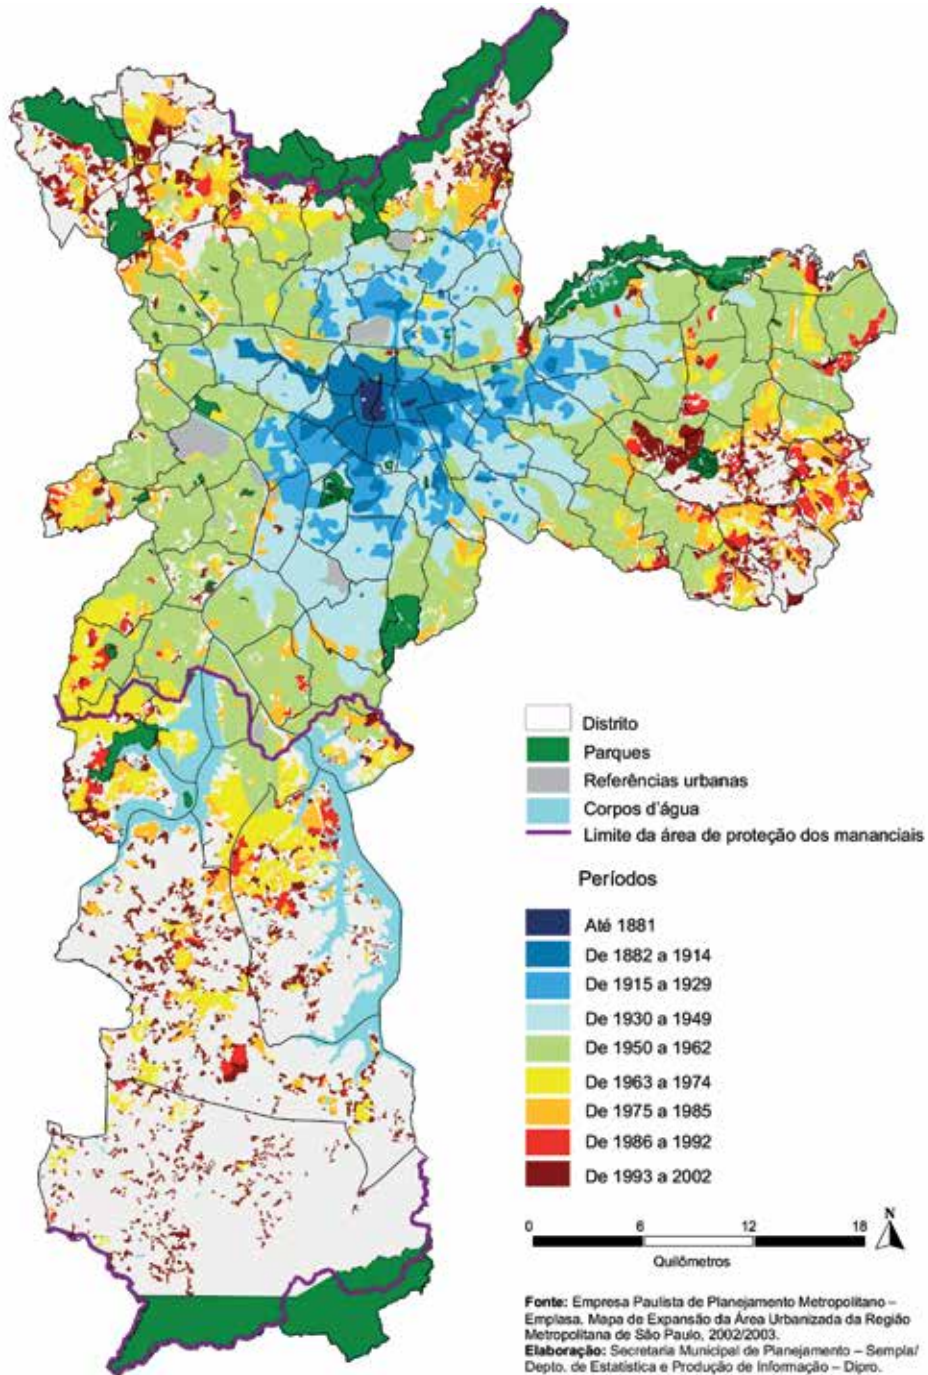 Distrito
Parques
Referências urbanas
Corpos d'água
Limite da área de proteção dos mananciais
Períodos
Até 1881
De 1882 a 1914
De 1915 a 1929
De 1930 a 1949
De 1950 a 1962
De 1963 a 1974
De 1975 a 1985
De 1986 a 1992
De 1993 a 2002
0 6 12 18
N
Quilômetros
Fonte: Empresa Paulista de Planejamento Metropolitano –
Emplasa. Mapa de Expansão da Área Urbanizada da Região
Metropolitana de São Paulo, 2002/2003.
Elaboração: Secretaria Municipal de Planejamento – Sempla/
Depto. de Estatística e Produção de Informação – Dipro.